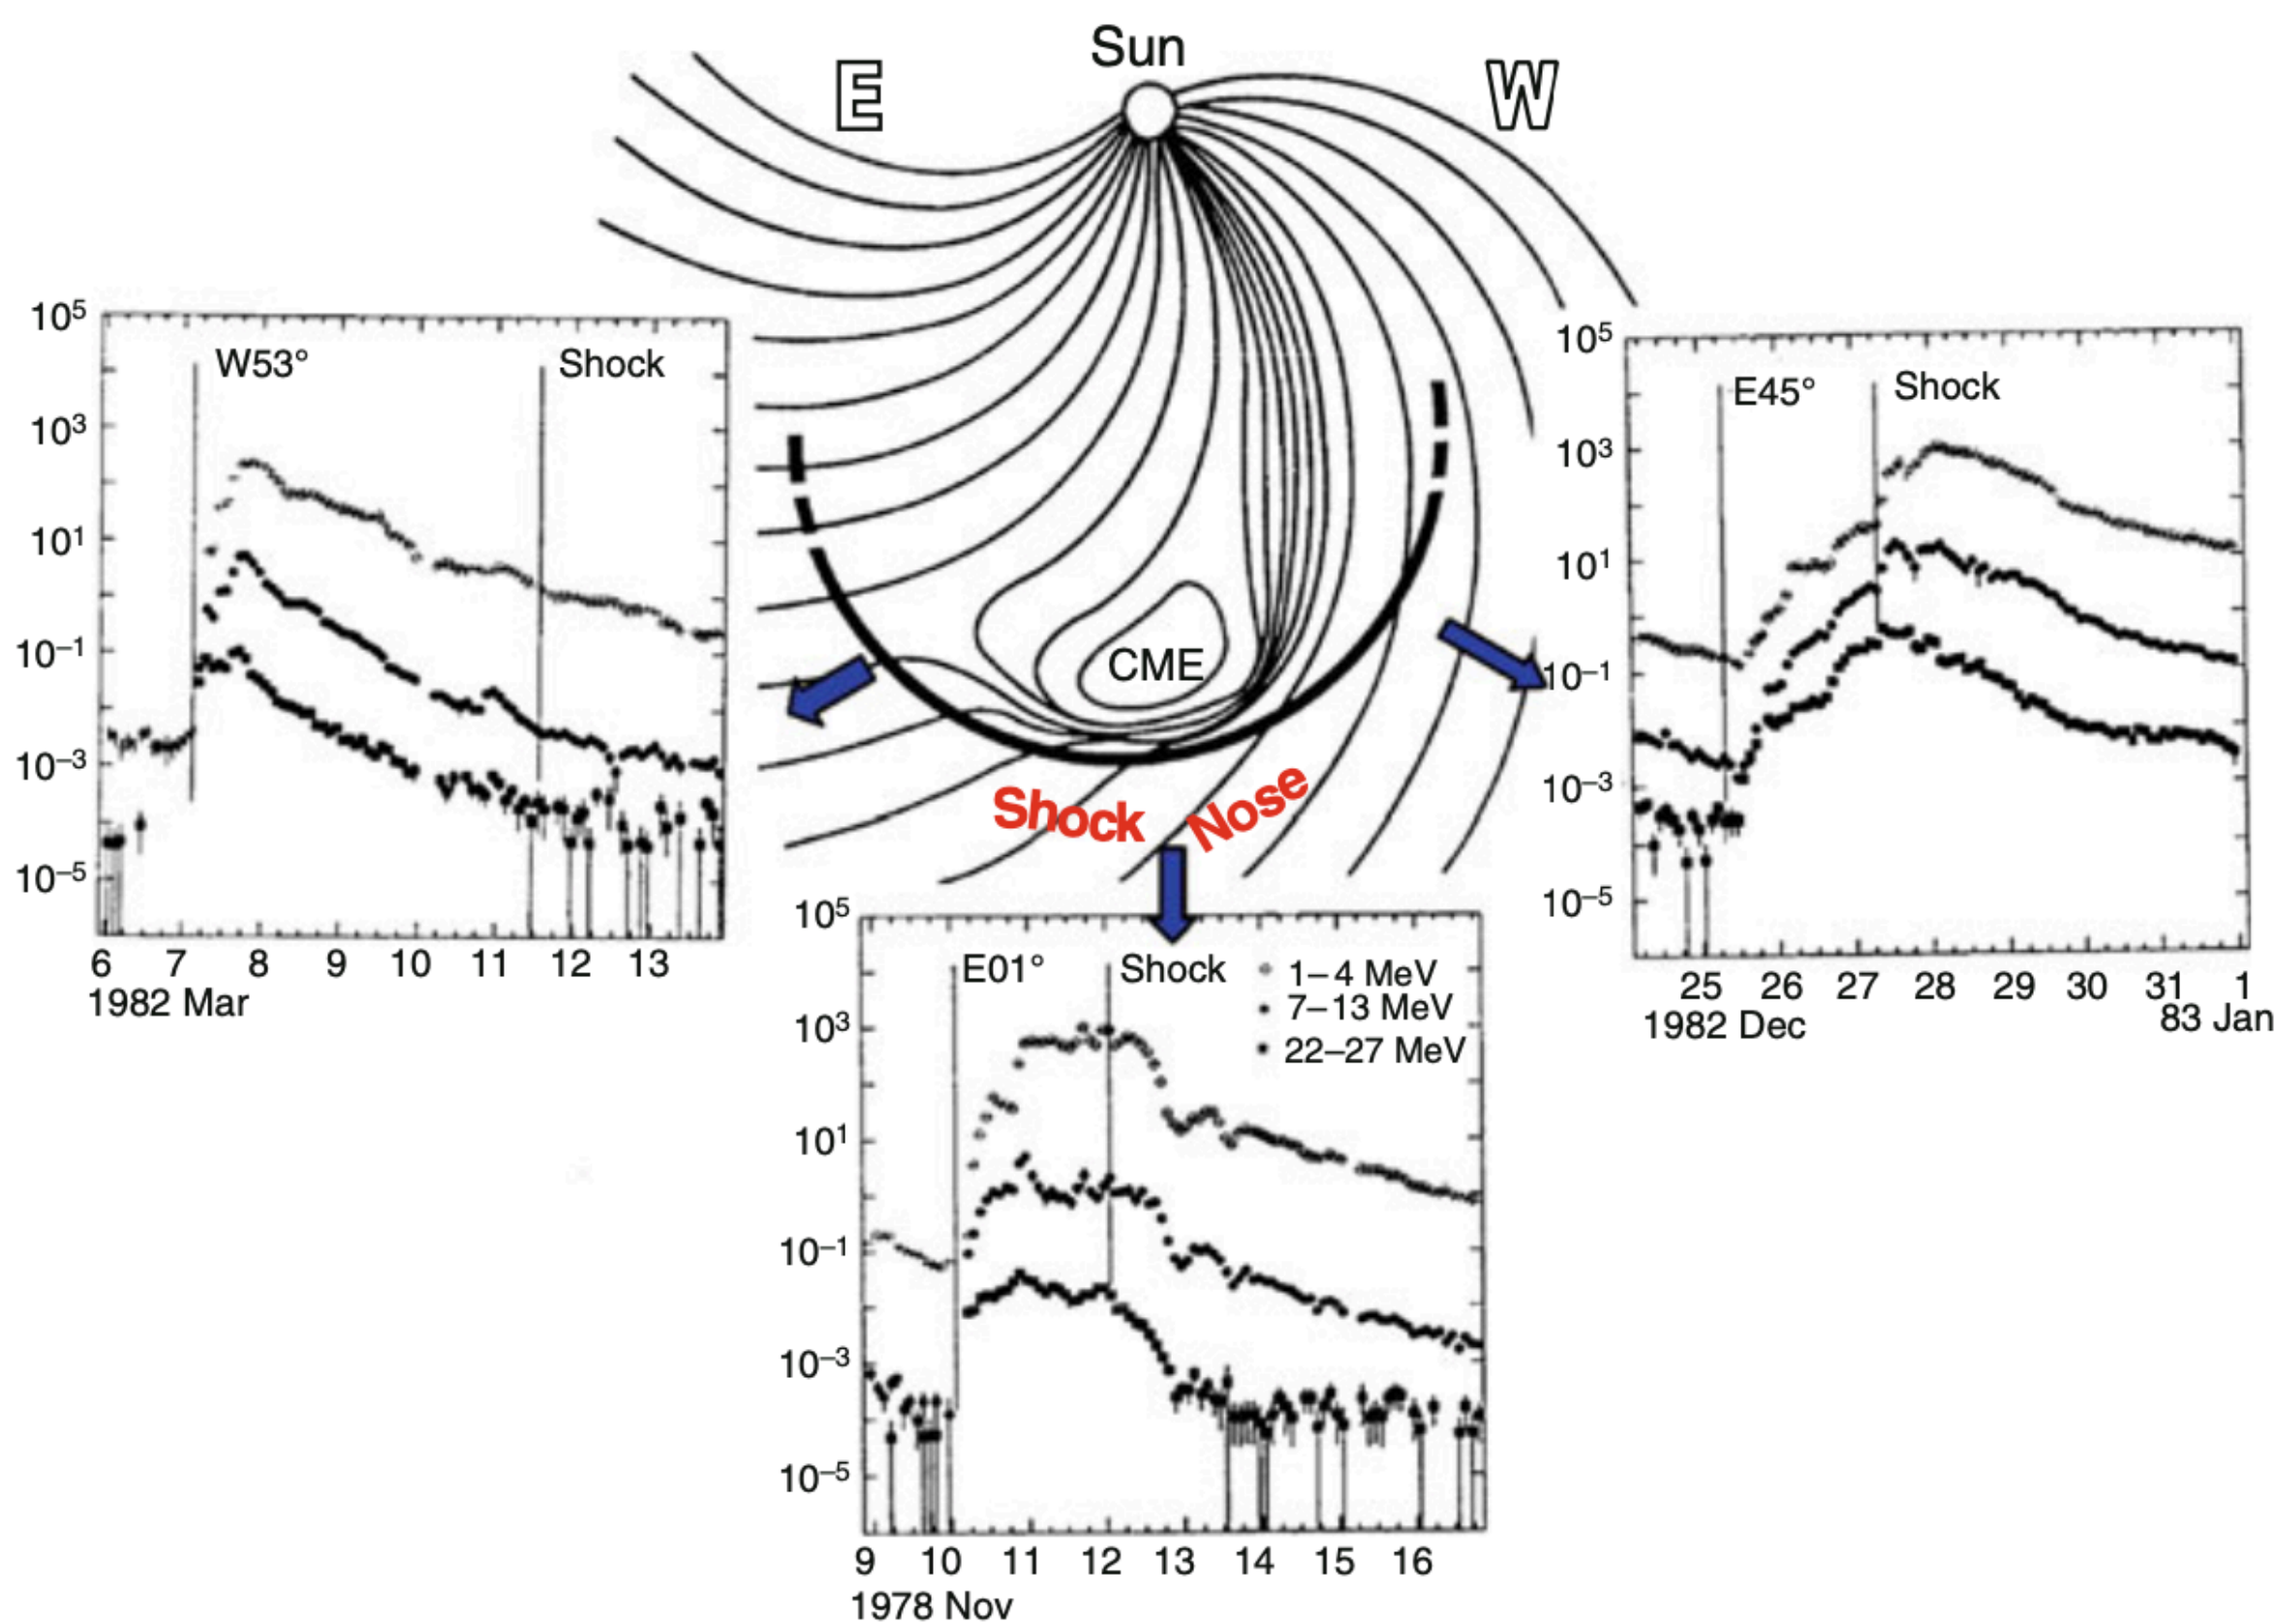 Sun
E
W
CME
Shock Nose
10⁵
10³
10¹
10⁻¹
10⁻³
10⁻⁵
W53°
Shock
6 7 8 9 10 11 12 13
1982 Mar
10⁵
10³
10¹
10⁻¹
10⁻³
10⁻⁵
E01°
Shock
1–4 MeV
7–13 MeV
22–27 MeV
9 10 11 12 13 14 15 16
1978 Nov
10⁵
10³
10¹
10⁻¹
10⁻³
10⁻⁵
E45°
Shock
25 26 27 28 29 30 31 1
1982 Dec
83 Jan